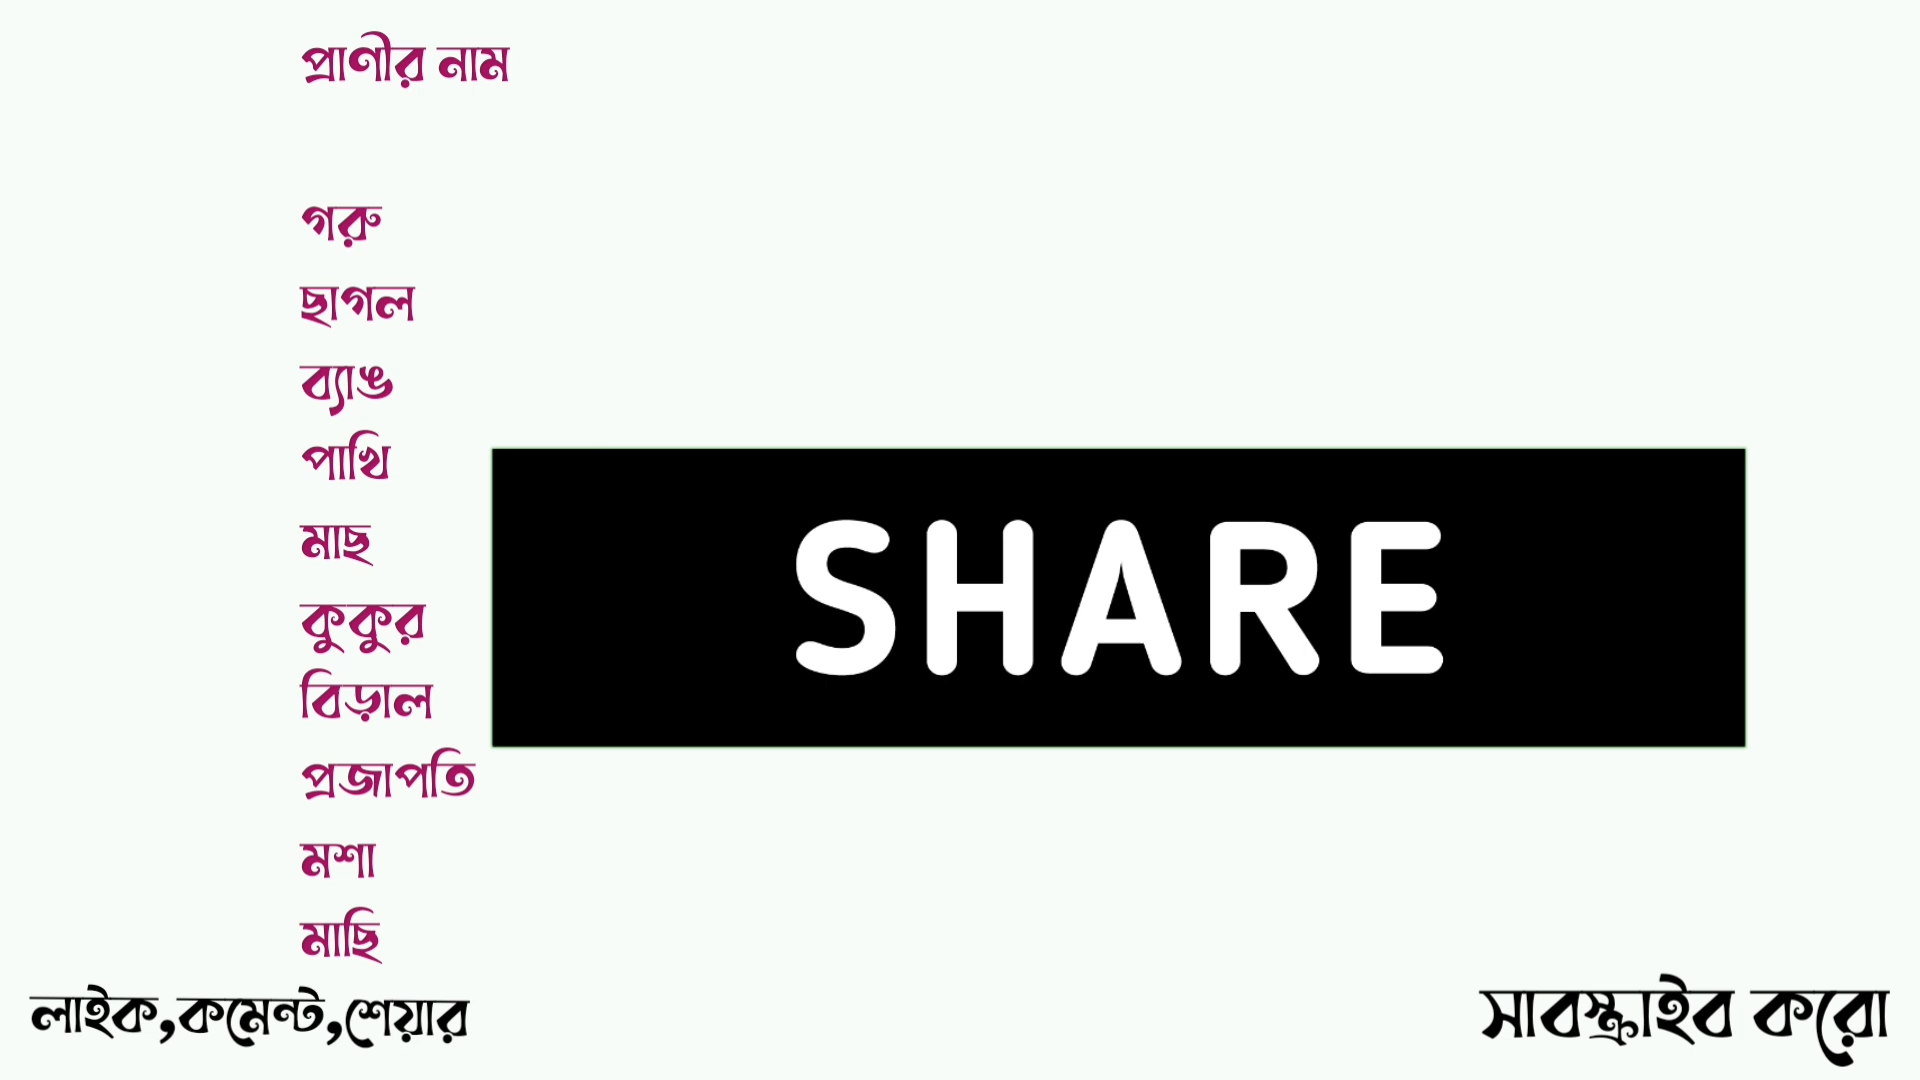 প্রাণীর নাম
গরু
ছাগল
ব্যাঙ
পাখি
মাছ
কুকুর
বিড়াল
প্রজাপতি
মশা
মাছি
SHARE
লাইক,কমেন্ট,শেয়ার
সাবস্ক্রাইব করো